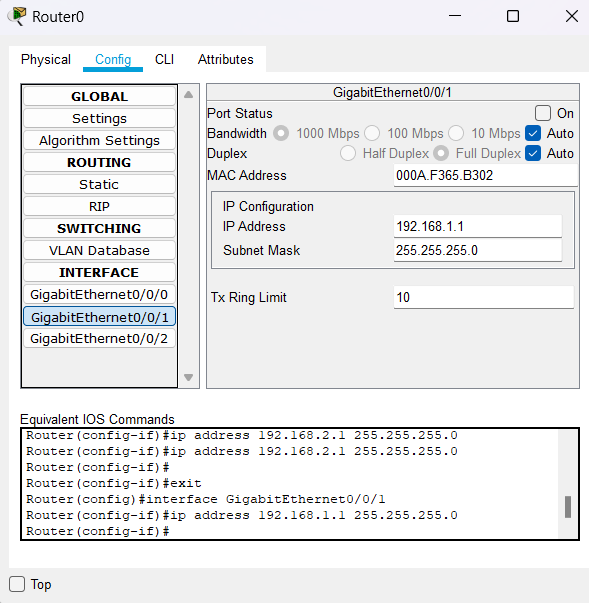 Router0
Physical Config CLI Attributes
GLOBAL
Settings
Algorithm Settings
ROUTING
Static
RIP
SWITCHING
VLAN Database
INTERFACE
GigabitEthernet0/0/0
GigabitEthernet0/0/1
GigabitEthernet0/0/2
GigabitEthernet0/0/1
Port Status On
Bandwidth 1000 Mbps 100 Mbps 10 Mbps Auto
Duplex Half Duplex Full Duplex Auto
MAC Address 000A.F365.B302
IP Configuration
IP Address 192.168.1.1
Subnet Mask 255.255.255.0
Tx Ring Limit 10
Equivalent IOS Commands
Router(config-if)#ip address 192.168.2.1 255.255.255.0
Router(config-if)#ip address 192.168.2.1 255.255.255.0
Router(config-if)#
Router(config-if)#exit
Router(config)#interface GigabitEthernet0/0/1
Router(config-if)#ip address 192.168.1.1 255.255.255.0
Router(config-if)#
Top